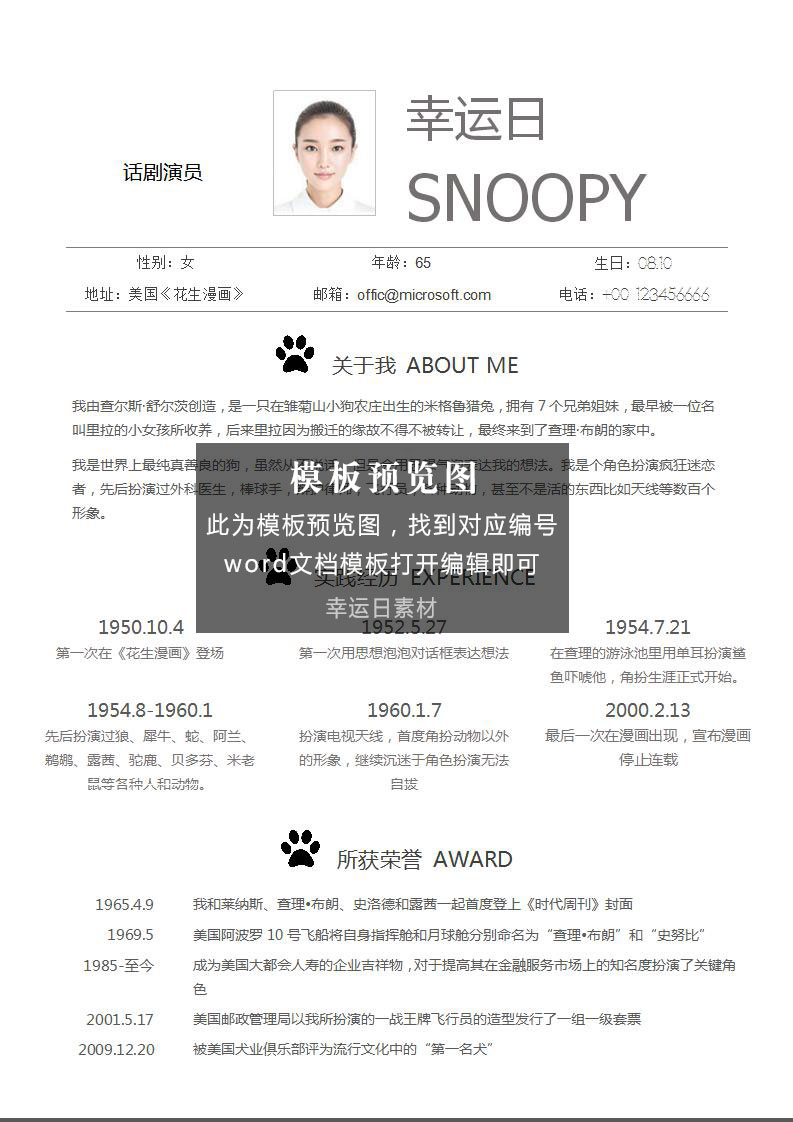 幸运日
话剧演员
SNOOPY
性别：女 年龄：65 生日：08.10
地址：美国《花生漫画》 邮箱：offic@microsoft.com 电话：+00 123456666
关于我 ABOUT ME
我由查尔斯·舒尔茨创造，是一只在雏菊山小狗农庄出生的米格鲁猎兔，拥有 7 个兄弟姐妹，最早被一位名
叫里拉的小女孩所收养，后来里拉因为搬迁的缘故不得不被转让，最终来到了查理·布朗的家中。
我是世界上最纯真善良的狗，虽然从不说话，但是会用 达我的想法。我是个角色扮演疯狂迷恋
者，先后扮演过外科医生，棒球手， 甚至不是活的东西比如天线等数百个
形象。
模板预览图
此为模板预览图，找到对应编号
word文档模板打开编辑即可
幸运日素材
实践经历 EXPERIENCE
1950.10.4 1952.5.27 1954.7.21
第一次在《花生漫画》登场 第一次用思想泡泡对话框表达想法 在查理的游泳池里用单耳扮演鲨
鱼吓唬他，角扮生涯正式开始。
1954.8-1960.1 1960.1.7 2000.2.13
先后扮演过狼、犀牛、蛇、阿兰、 扮演电视天线，首度角扮动物以外 最后一次在漫画出现，宣布漫画
鹈鹕、露茜、驼鹿、贝多芬、米老 的形象，继续沉迷于角色扮演无法 停止连载
鼠等各种人和动物。 自拔
所获荣誉 AWARD
1965.4.9 我和莱纳斯、查理•布朗、史洛德和露茜一起首度登上《时代周刊》封面
1969.5 美国阿波罗 10 号飞船将自身指挥舱和月球舱分别命名为“查理•布朗”和“史努比”
1985-至今 成为美国大都会人寿的企业吉祥物，对于提高其在金融服务市场上的知名度扮演了关键角
色
2001.5.17 美国邮政管理局以我所扮演的一战王牌飞行员的造型发行了一组一级套票
2009.12.20 被美国犬业俱乐部评为流行文化中的“第一名犬”